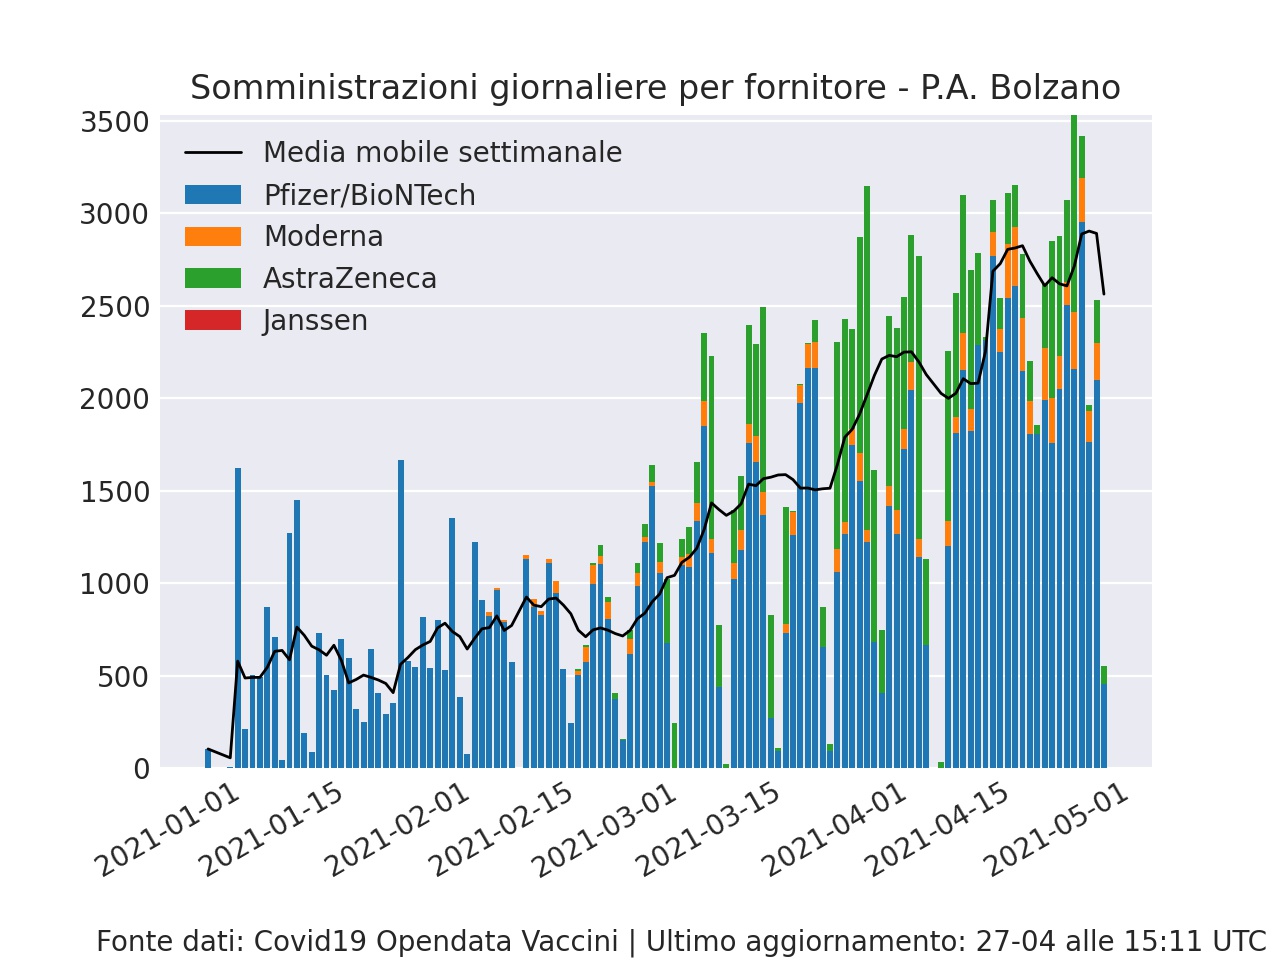 Somministrazioni giornaliere per fornitore - P.A. Bolzano
3500
3000
2500
2000
1500
1000
500
0
Media mobile settimanale
Pfizer/BioNTech
Moderna
AstraZeneca
Janssen
2021-01-01
2021-01-15
2021-02-01
2021-02-15
2021-03-01
2021-03-15
2021-04-01
2021-04-15
2021-05-01
Fonte dati: Covid19 Opendata Vaccini | Ultimo aggiornamento: 27-04 alle 15:11 UTC